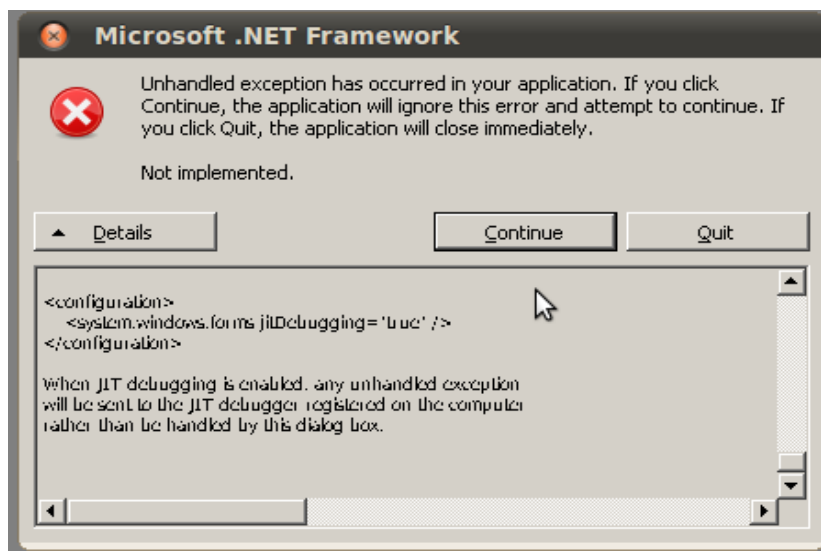 Microsoft .NET Framework
Unhandled exception has occurred in your application. If you click
Continue, the application will ignore this error and attempt to continue. If
you click Quit, the application will close immediately.
Not implemented.
Details
Continue
Quit
<configuration>
<system.windows.forms jitDebugging="true" />
</configuration>
When JIT debugging is enabled, any unhandled exception
will be sent to the JIT debugger registered on the computer
rather than be handled by this dialog box.